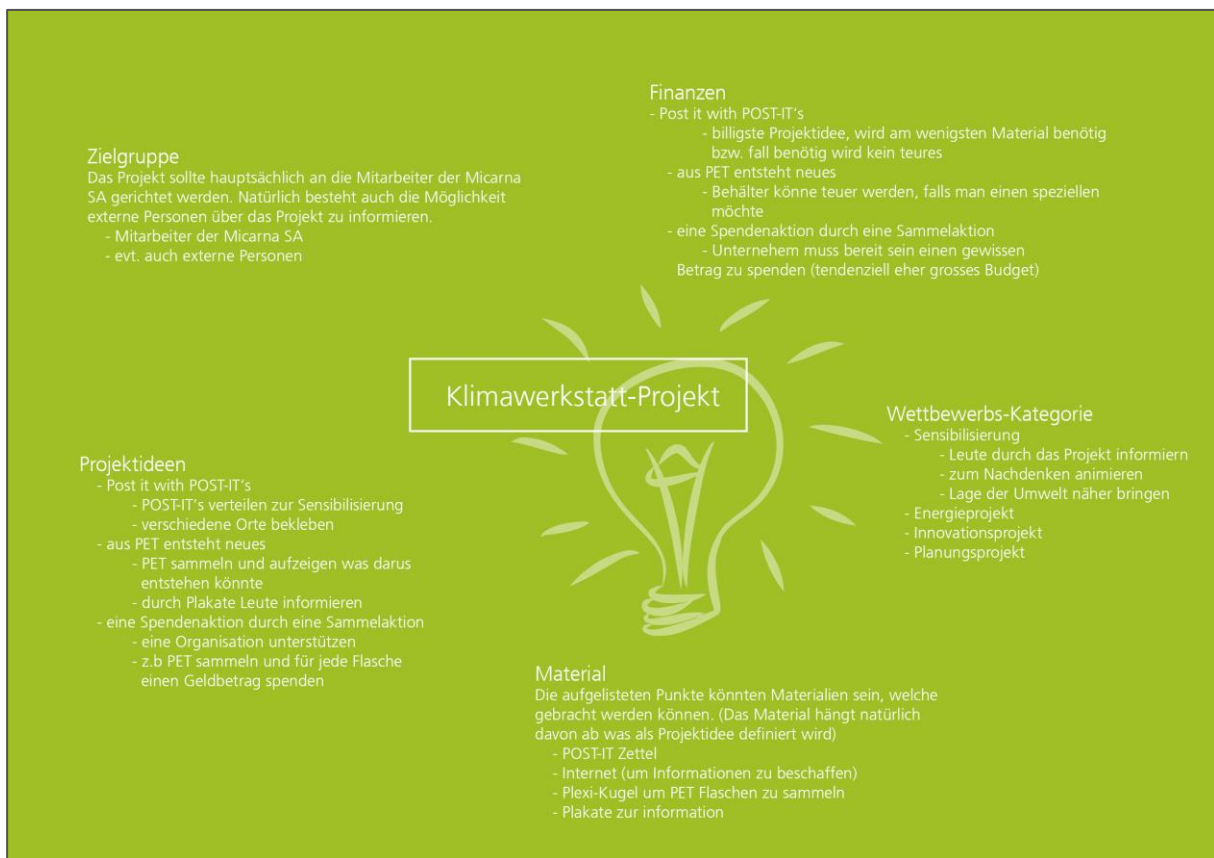 Finanzen
- Post it with POST-IT's
- billigste Projektidee, wird am wenigsten Material benötig
bzw. fall benötig wird kein teures
- aus PET entsteht neues
- Behälter könne teuer werden, falls man einen speziellen
möchte
- eine Spendenaktion durch eine Sammelaktion
- Unternehem muss bereit sein einen gewissen
Betrag zu spenden (tendenziell eher grosses Budget)
Zielgruppe
Das Projekt sollte hauptsächlich an die Mitarbeiter der Micarna
SA gerichtet werden. Natürlich besteht auch die Möglichkeit
externe Personen über das Projekt zu informieren.
- Mitarbeiter der Micarna SA
- evt. auch externe Personen
Klimawerkstatt-Projekt
Wettbewerbs-Kategorie
- Sensibilisierung
- Leute durch das Projekt informiern
- zum Nachdenken animieren
- Lage der Umwelt näher bringen
- Energieprojekt
- Innovationsprojekt
- Planungsprojekt
Projektideen
- Post it with POST-IT's
- POST-IT's verteilen zur Sensibilisierung
- verschiedene Orte bekleben
- aus PET entsteht neues
- PET sammeln und aufzeigen was darus
entstehen könnte
- durch Plakate Leute informieren
- eine Spendenaktion durch eine Sammelaktion
- eine Organisation unterstützen
- z.b PET sammeln und für jede Flasche
einen Geldbetrag spenden
Material
Die aufgelisteten Punkte könnten Materialien sein, welche
gebracht werden können. (Das Material hängt natürlich
davon ab was als Projektidee definiert wird)
- POST-IT Zettel
- Internet (um Informationen zu beschaffen)
- Plexi-Kugel um PET Flaschen zu sammeln
- Plakate zur information